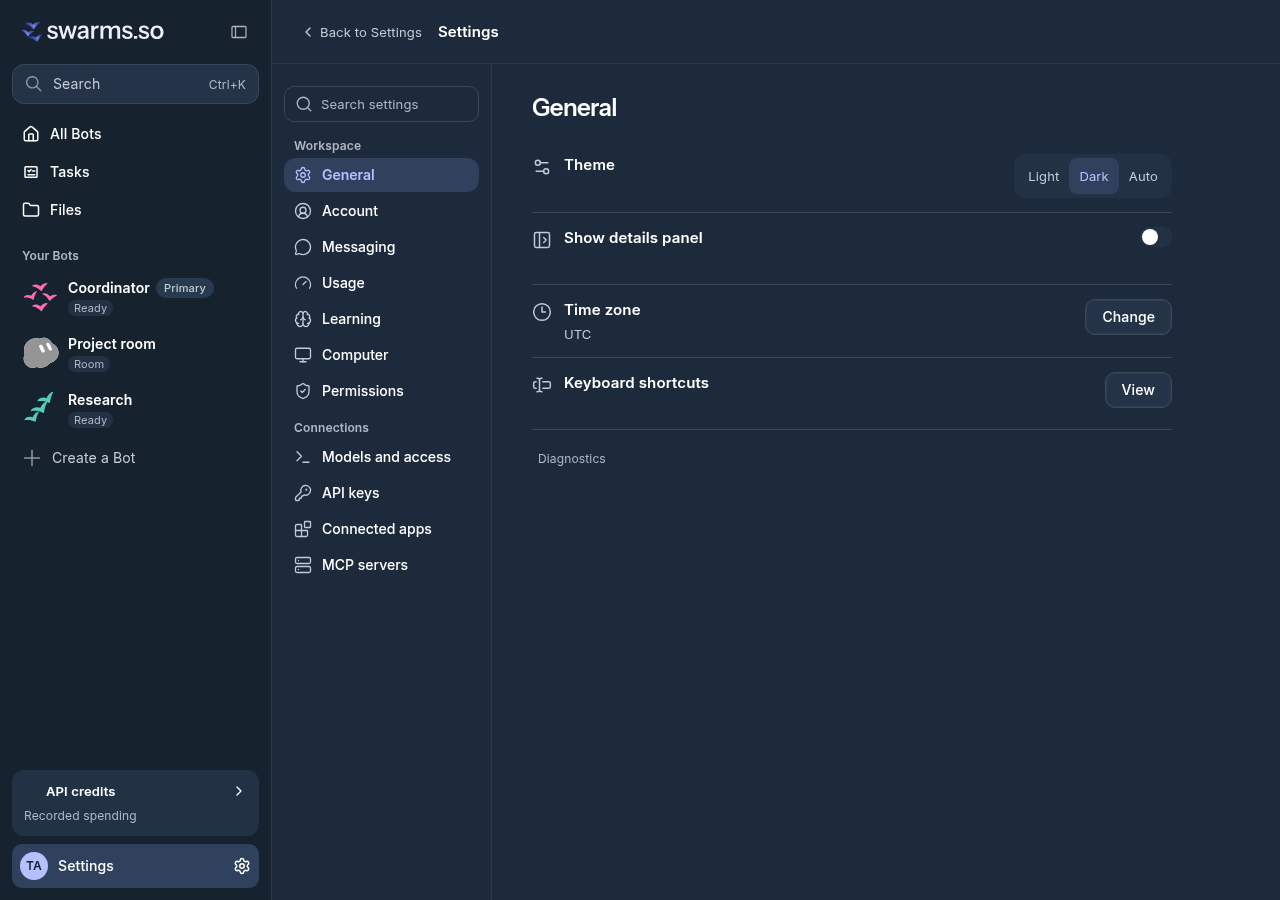 swarms.so
Search Ctrl+K
All Bots
Tasks
Files
Your Bots
Coordinator Primary
Ready
Project room
Room
Research
Ready
Create a Bot
API credits
Recorded spending
TA Settings
Back to Settings Settings
Search settings
Workspace
General
Account
Messaging
Usage
Learning
Computer
Permissions
Connections
Models and access
API keys
Connected apps
MCP servers
General
Theme
Light Dark Auto
Show details panel
Time zone
UTC
Change
Keyboard shortcuts
View
Diagnostics